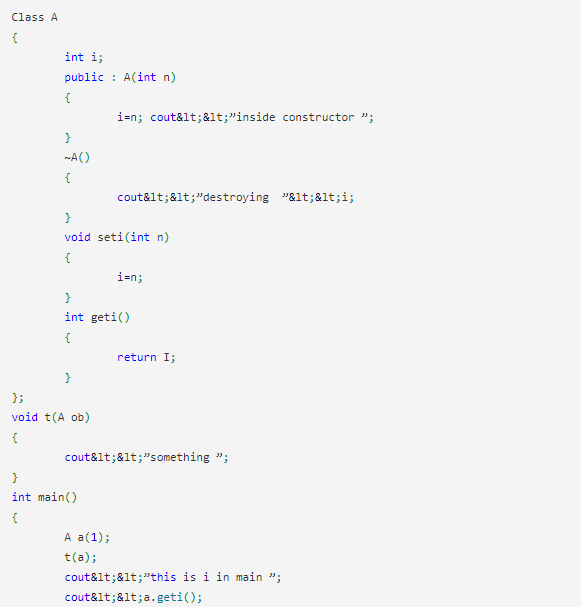 Class A
{
int i;
public : A(int n)
{
i=n; cout&lt;&lt;”inside constructor ”;
}
~A()
{
cout&lt;&lt;”destroying  ”&lt;&lt;i;
}
void seti(int n)
{
i=n;
}
int geti()
{
return I;
}
};
void t(A ob)
{
cout&lt;&lt;”something ”;
}
int main()
{
A a(1);
t(a);
cout&lt;&lt;”this is i in main ”;
cout&lt;&lt;a.geti();